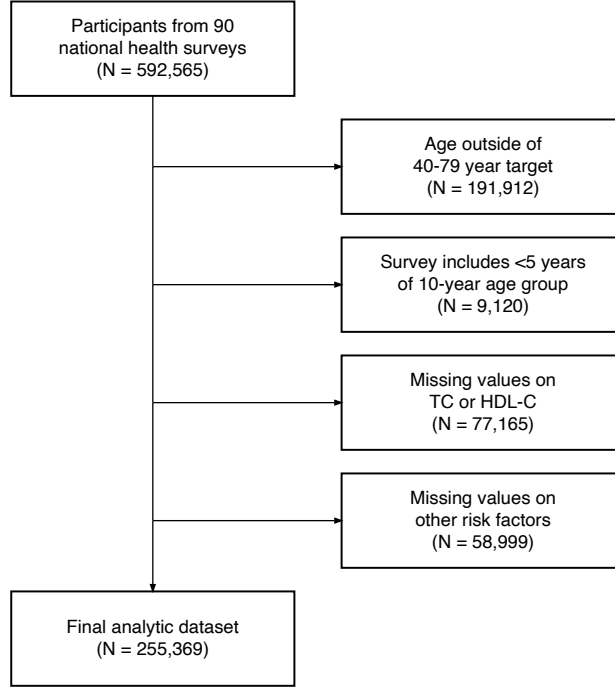 Participants from 90
national health surveys
(N = 592,565)
Age outside of
40-79 year target
(N = 191,912)
Survey includes <5 years
of 10-year age group
(N = 9,120)
Missing values on
TC or HDL-C
(N = 77,165)
Missing values on
other risk factors
(N = 58,999)
Final analytic dataset
(N = 255,369)